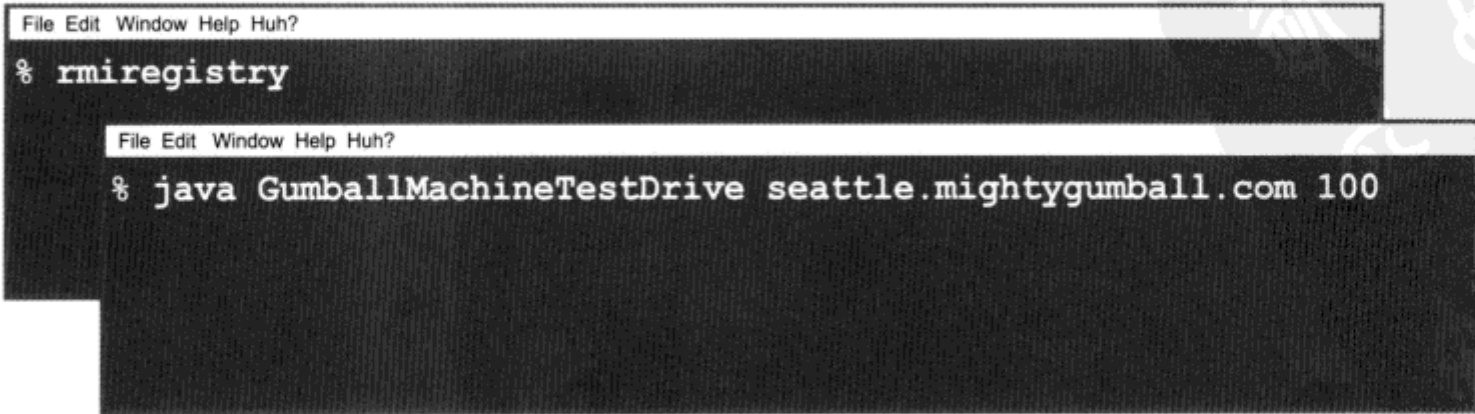 File Edit Window Help Huh?
% rmiregistry
File Edit Window Help Huh?
% java GumballMachineTestDrive seattle.mightygumball.com 100